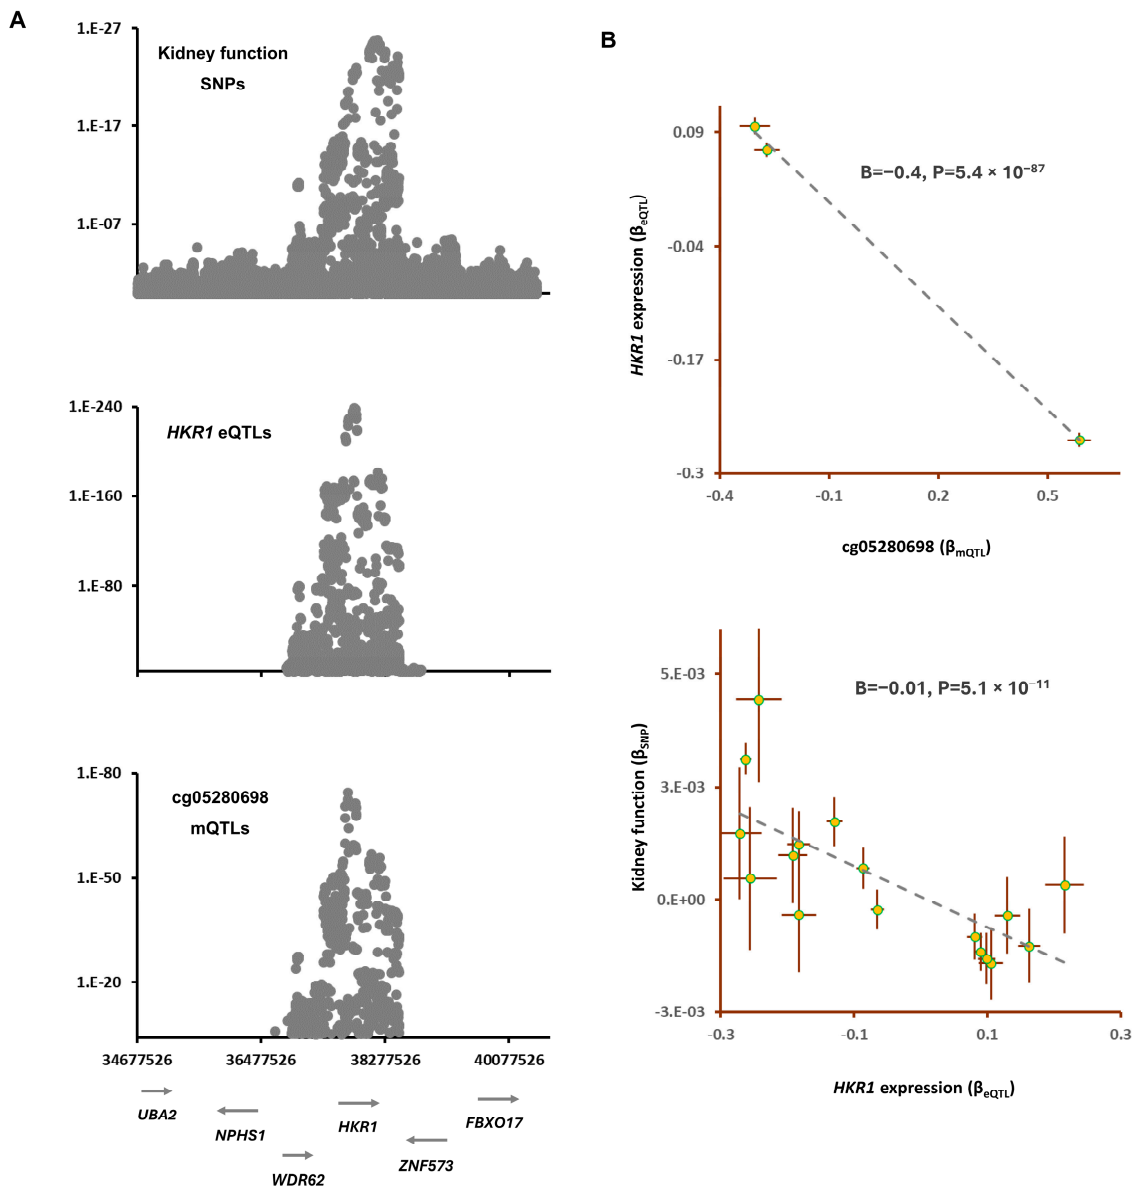 A
1.E-27
Kidney function
SNPs
1.E-17
1.E-07
1.E-240
HKR1 eQTLs
1.E-160
1.E-80
1.E-80
cg05280698
mQTLs
1.E-50
1.E-20
34677526 36477526 38277526 40077526
UBA2
NPHS1
WDR62
HKR1
ZNF573
FBXO17
B
0.09
B=−0.4, P=5.4 × 10⁻⁸⁷
HKR1 expression (βeQTL)
-0.04
-0.17
-0.3
-0.4 -0.1 0.2 0.5
cg05280698 (βmQTL)
5.E-03
B=−0.01, P=5.1 × 10⁻¹¹
Kidney function (βSNP)
3.E-03
0.E+00
-3.E-03
-0.3 -0.1 0.1 0.3
HKR1 expression (βeQTL)